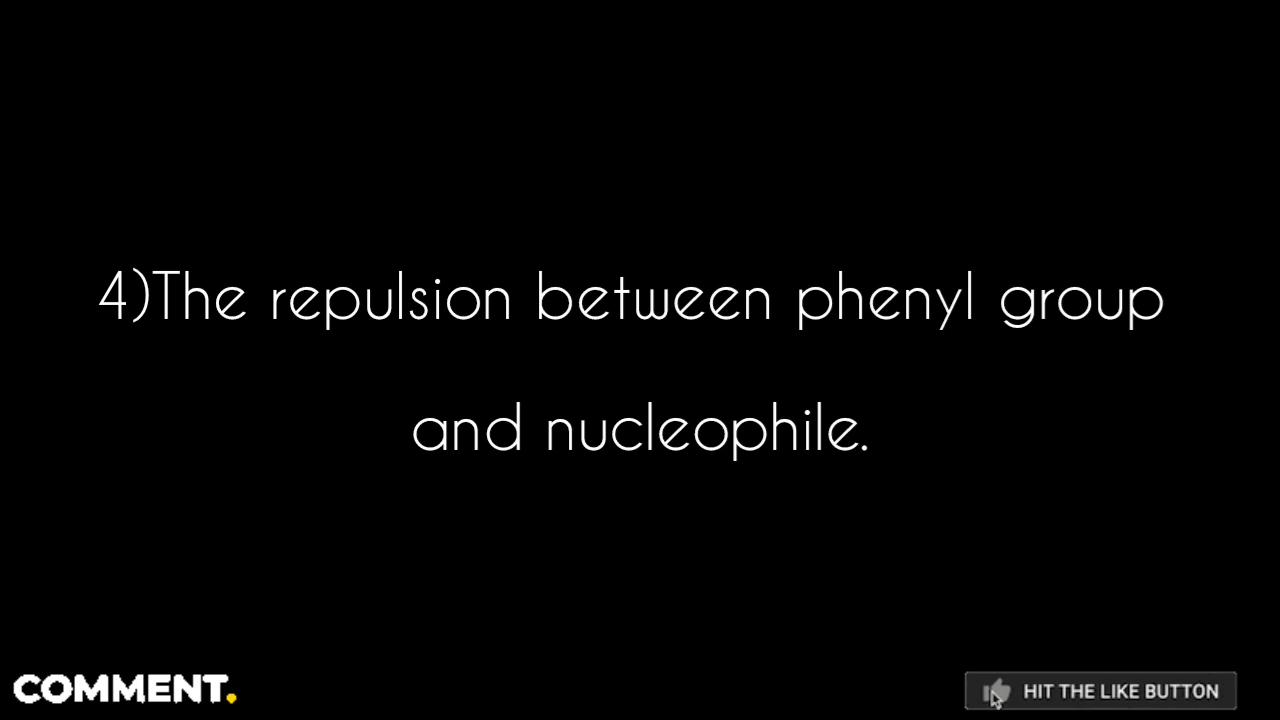 4)The repulsion between phenyl group
and nucleophile.
COMMENT.
HIT THE LIKE BUTTON